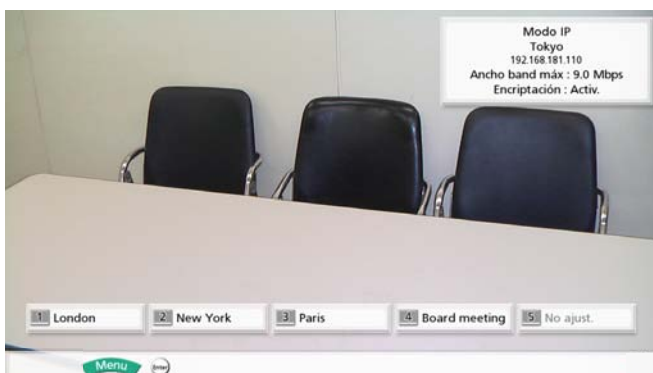 Modo IP
Tokyo
192.168.181.110
Ancho band máx : 9.0 Mbps
Encriptación : Activ.
1 London
2 New York
3 Paris
4 Board meeting
5 No ajust.
Menu
Enter